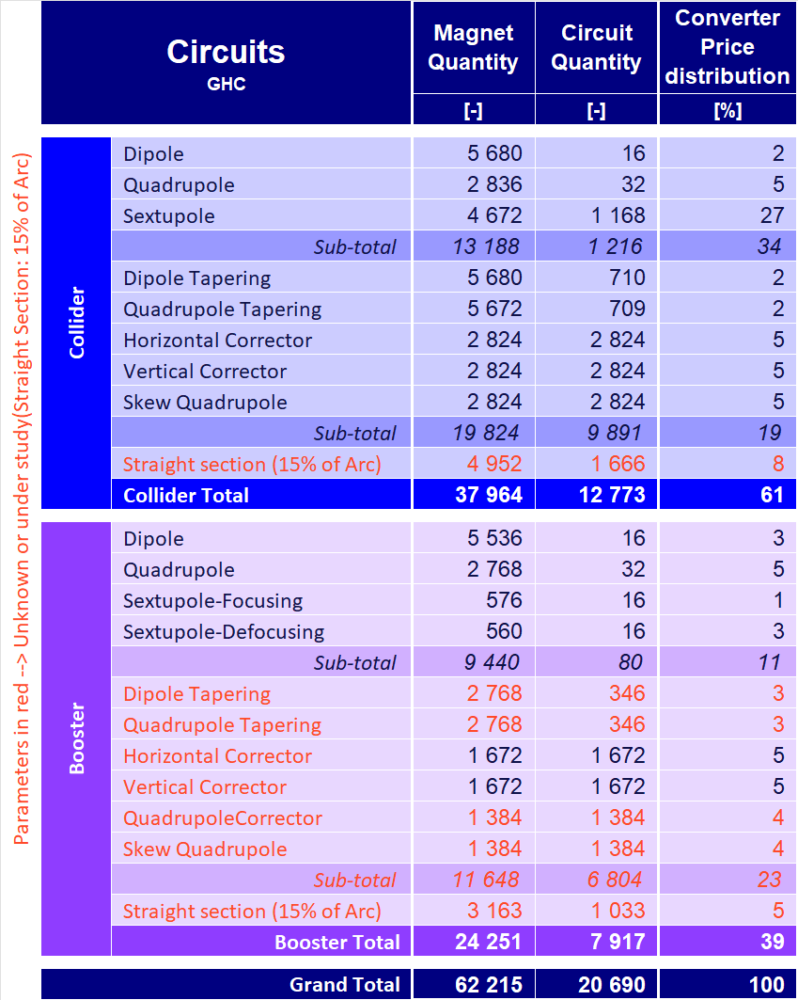 Circuits
GHC
Magnet Quantity
Circuit Quantity
Converter Price distribution
[-] [-] [%]
Parameters in red --> Unknown or under study(Straight Section: 15% of Arc)
Collider
Dipole 5 680 16 2
Quadrupole 2 836 32 5
Sextupole 4 672 1 168 27
Sub-total 13 188 1 216 34
Dipole Tapering 5 680 710 2
Quadrupole Tapering 5 672 709 2
Horizontal Corrector 2 824 2 824 5
Vertical Corrector 2 824 2 824 5
Skew Quadrupole 2 824 2 824 5
Sub-total 19 824 9 891 19
Straight section (15% of Arc) 4 952 1 666 8
Collider Total 37 964 12 773 61
Booster
Dipole 5 536 16 3
Quadrupole 2 768 32 5
Sextupole-Focusing 576 16 1
Sextupole-Defocusing 560 16 3
Sub-total 9 440 80 11
Dipole Tapering 2 768 346 3
Quadrupole Tapering 2 768 346 3
Horizontal Corrector 1 672 1 672 5
Vertical Corrector 1 672 1 672 5
QuadrupoleCorrector 1 384 1 384 4
Skew Quadrupole 1 384 1 384 4
Sub-total 11 648 6 804 23
Straight section (15% of Arc) 3 163 1 033 5
Booster Total 24 251 7 917 39
Grand Total 62 215 20 690 100